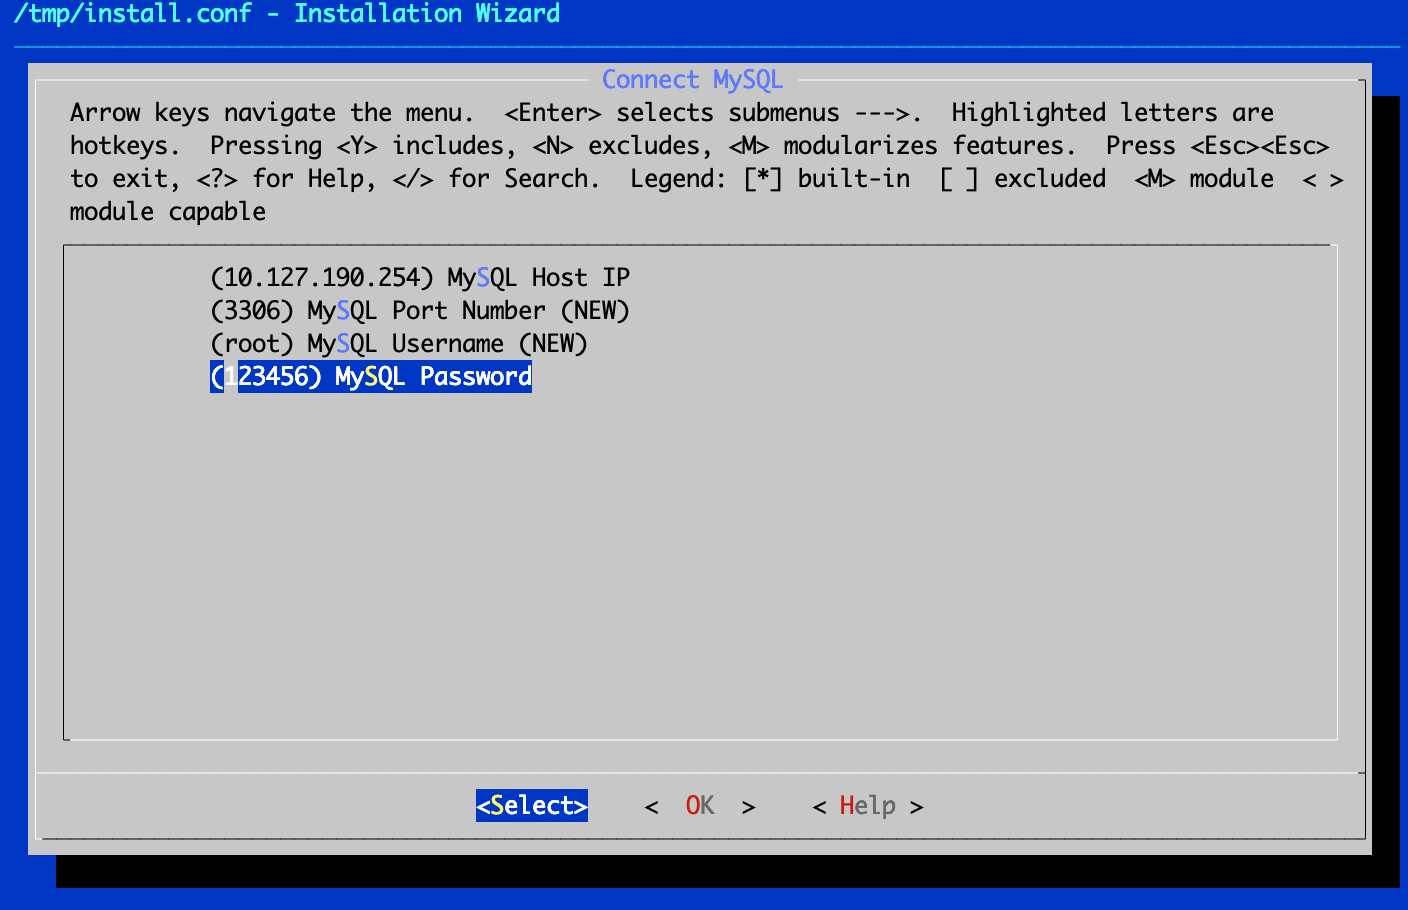 /tmp/install.conf - Installation Wizard
Connect MySQL
Arrow keys navigate the menu.  <Enter> selects submenus --->.  Highlighted letters are
hotkeys.  Pressing <Y> includes, <N> excludes, <M> modularizes features.  Press <Esc><Esc>
to exit, <?> for Help, </> for Search.  Legend: [*] built-in  [ ] excluded  <M> module  < >
module capable
(10.127.190.254) MySQL Host IP
(3306) MySQL Port Number (NEW)
(root) MySQL Username (NEW)
(123456) MySQL Password
<Select>    <  OK  >    < Help >